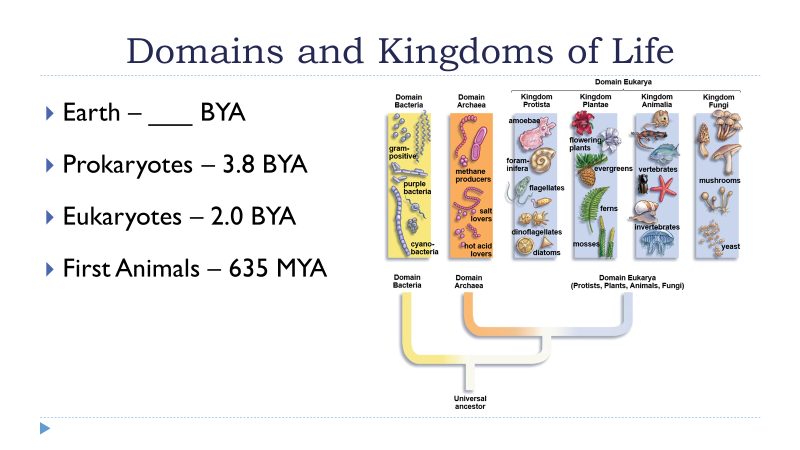 Domains and Kingdoms of Life
Earth – ___ BYA
Prokaryotes – 3.8 BYA
Eukaryotes – 2.0 BYA
First Animals – 635 MYA
Domain Eukarya
Domain
Bacteria
Domain
Archaea
Kingdom
Protista
Kingdom
Plantae
Kingdom
Animalia
Kingdom
Fungi
gram-
positive
purple
bacteria
cyano-
bacteria
methane
producers
salt
lovers
hot acid
lovers
amoebae
foram-
inifera
flagellates
dinoflagellates
diatoms
flowering
plants
evergreens
ferns
mosses
vertebrates
invertebrates
mushrooms
yeast
Domain
Bacteria
Domain
Archaea
Domain Eukarya
(Protists, Plants, Animals, Fungi)
Universal
ancestor